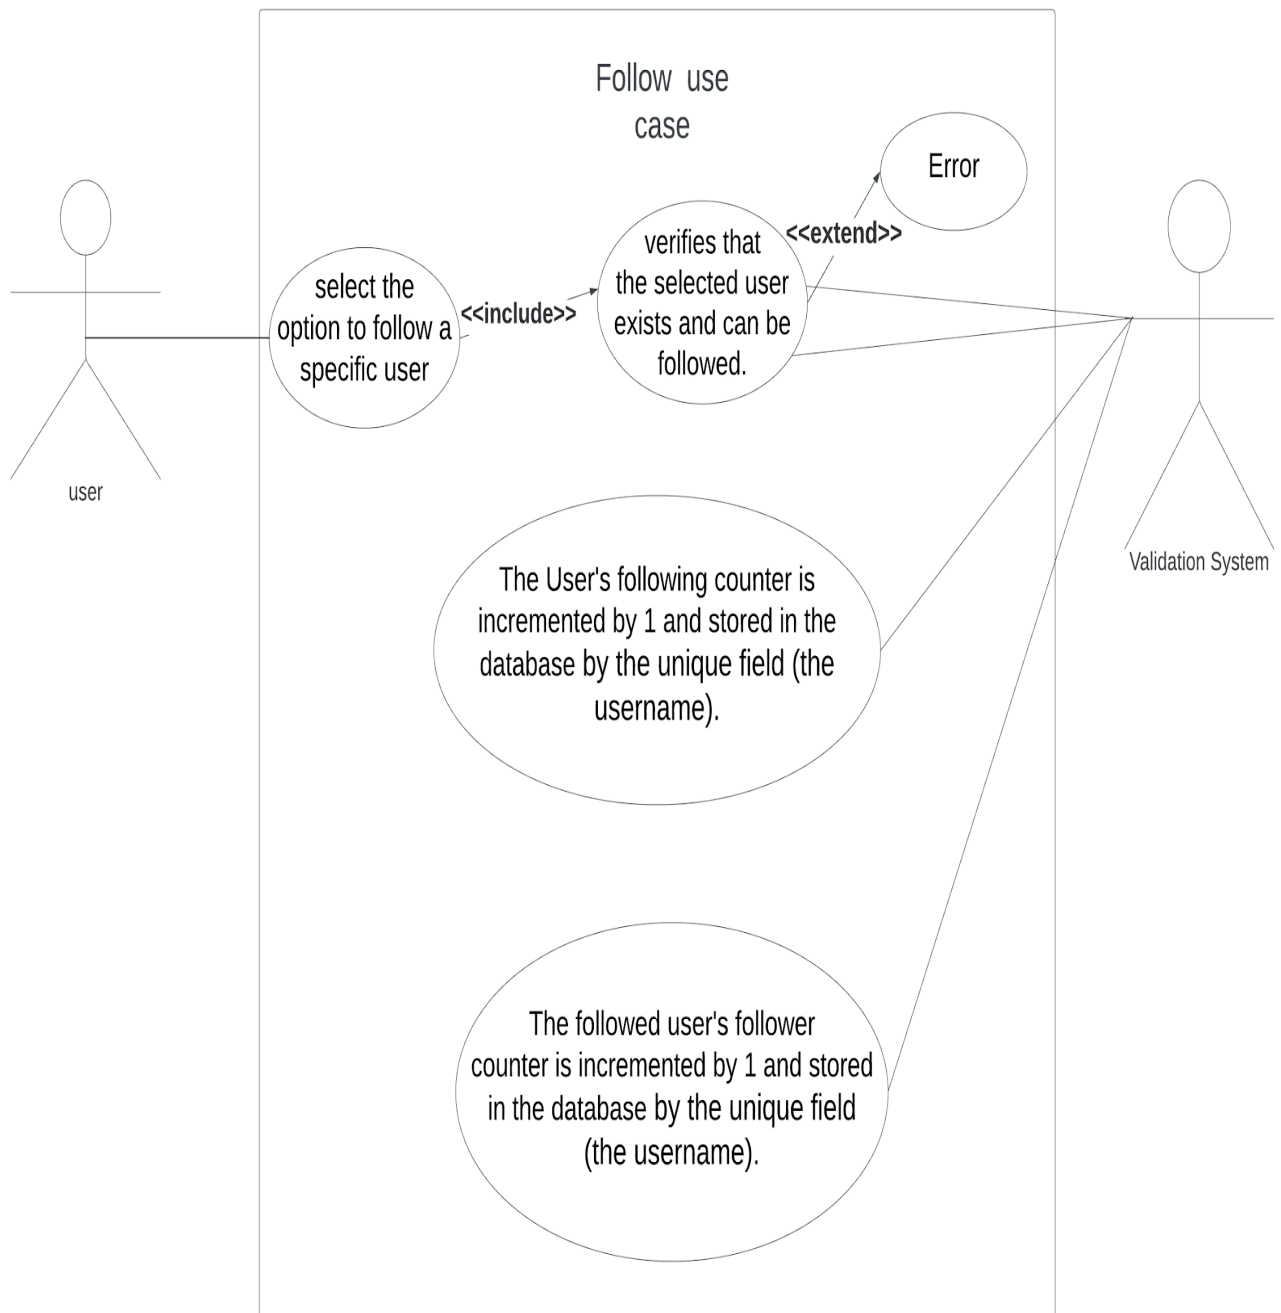 Follow use
case
Error
<<extend>>
verifies that
the selected user
exists and can be
followed.
<<include>>
select the
option to follow a
specific user
user
Validation System
The User's following counter is
incremented by 1 and stored in the
database by the unique field (the
username).
The followed user's follower
counter is incremented by 1 and stored
in the database by the unique field
(the username).